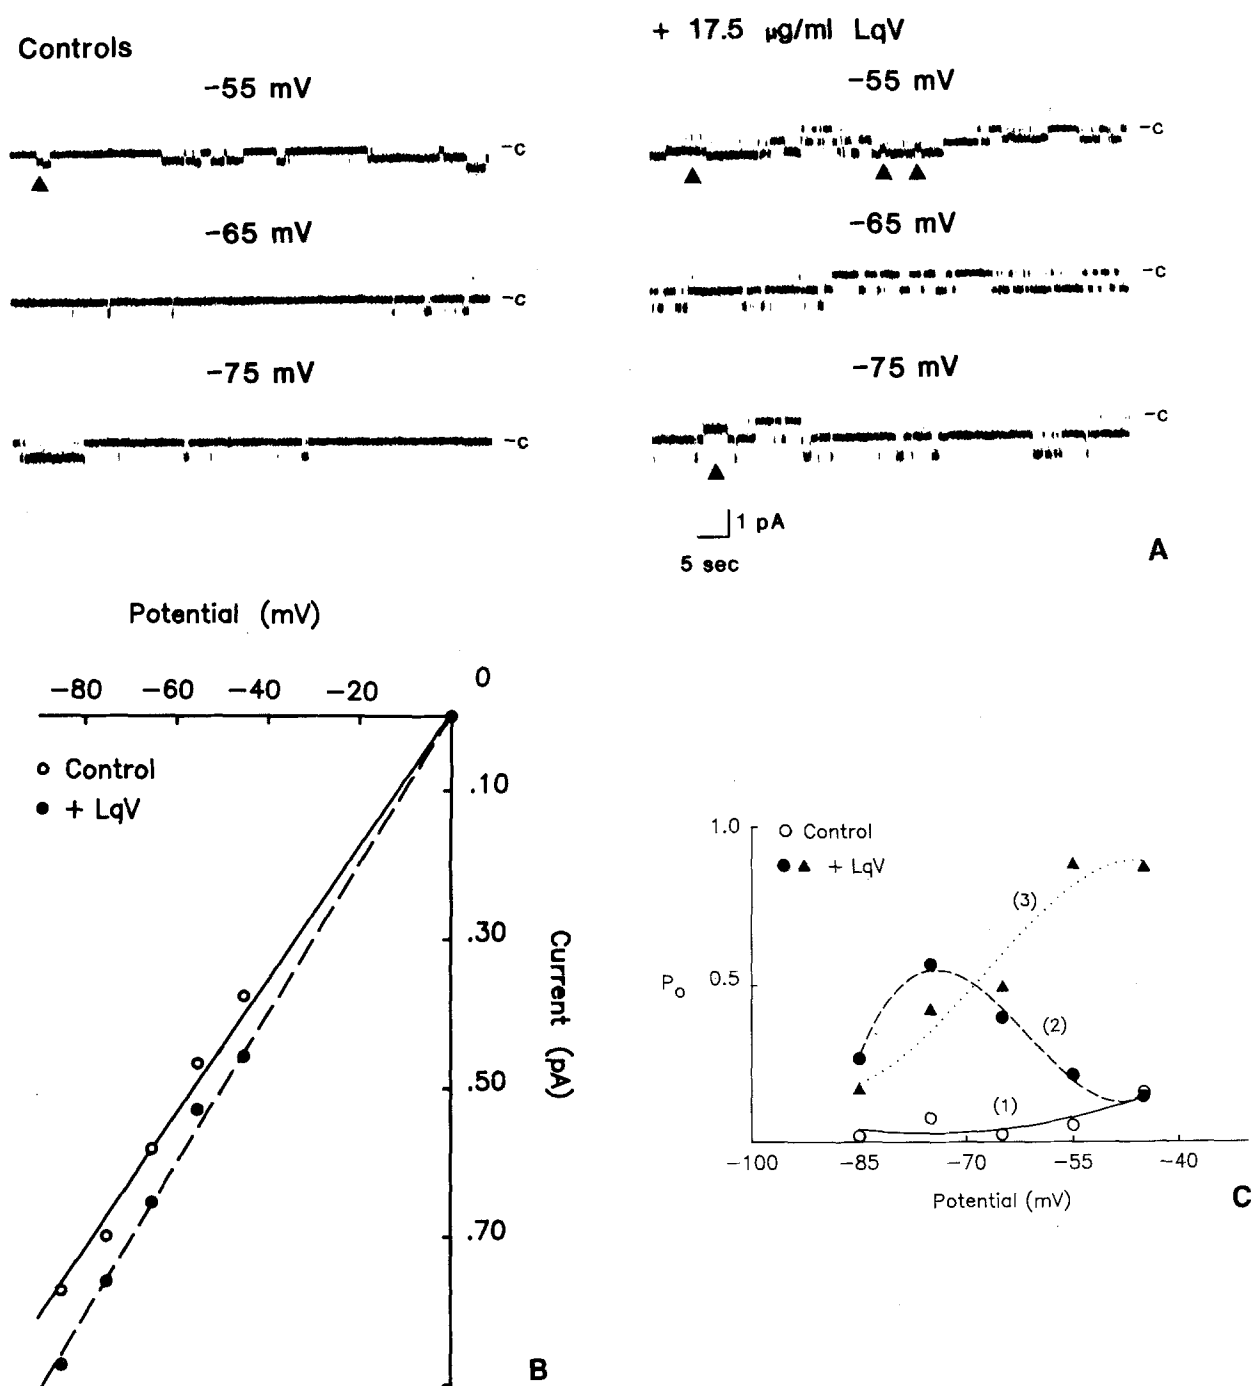 Controls
-55 mV
-c
-65 mV
-c
-75 mV
-c
+ 17.5 µg/ml LqV
-55 mV
-c
-65 mV
-c
-75 mV
-c
1 pA
5 sec
A
Potential (mV)
-80 -60 -40 -20 0
Control
+ LqV
.10
.30
.50
.70
Current (pA)
B
1.0
Control
+ LqV
(3)
Po 0.5
(2)
(1)
-100 -85 -70 -55 -40
Potential (mV)
C